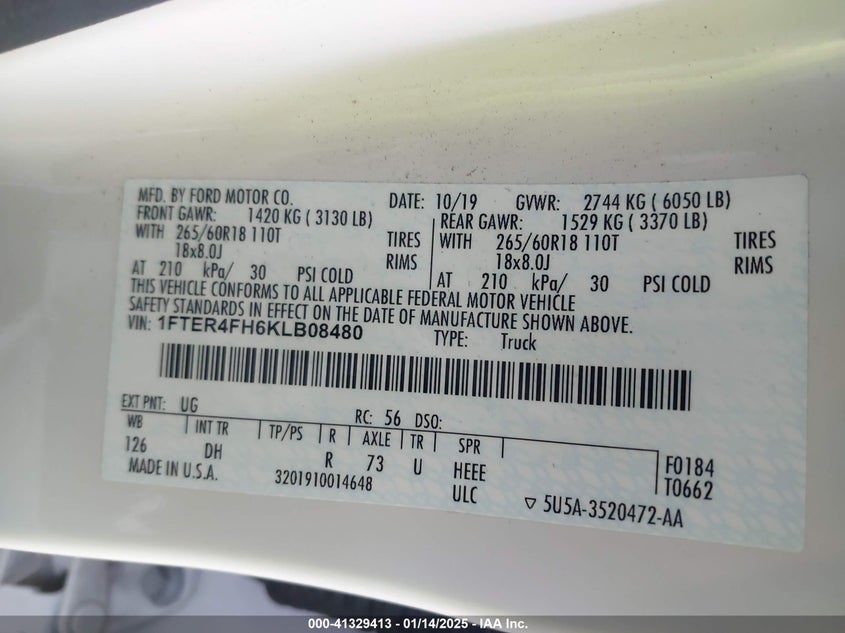 MFD. BY FORD MOTOR CO. DATE: 10/19 GVWR: 2744 KG ( 6050 LB)
FRONT GAWR: 1420 KG ( 3130 LB) REAR GAWR: 1529 KG ( 3370 LB)
WITH 265/60R18 110T TIRES WITH 265/60R18 110T TIRES
18x8.0J RIMS 18x8.0J RIMS
AT 210 kPa/ 30 PSI COLD AT 210 kPa/ 30 PSI COLD
THIS VEHICLE CONFORMS TO ALL APPLICABLE FEDERAL MOTOR VEHICLE
SAFETY STANDARDS IN EFFECT ON THE DATE OF MANUFACTURE SHOWN ABOVE.
VIN: 1FTER4FH6KLB08480 TYPE: Truck
EXT PNT: UG RC: 56 DSO:
WB INT TR TP/PS R AXLE TR SPR
126 DH R 73 U HEEE F0184
MADE IN U.S.A. 3201910014648 ULC T0662
▽ 5U5A-3520472-AA
000-41329413 - 01/14/2025 - IAA Inc.